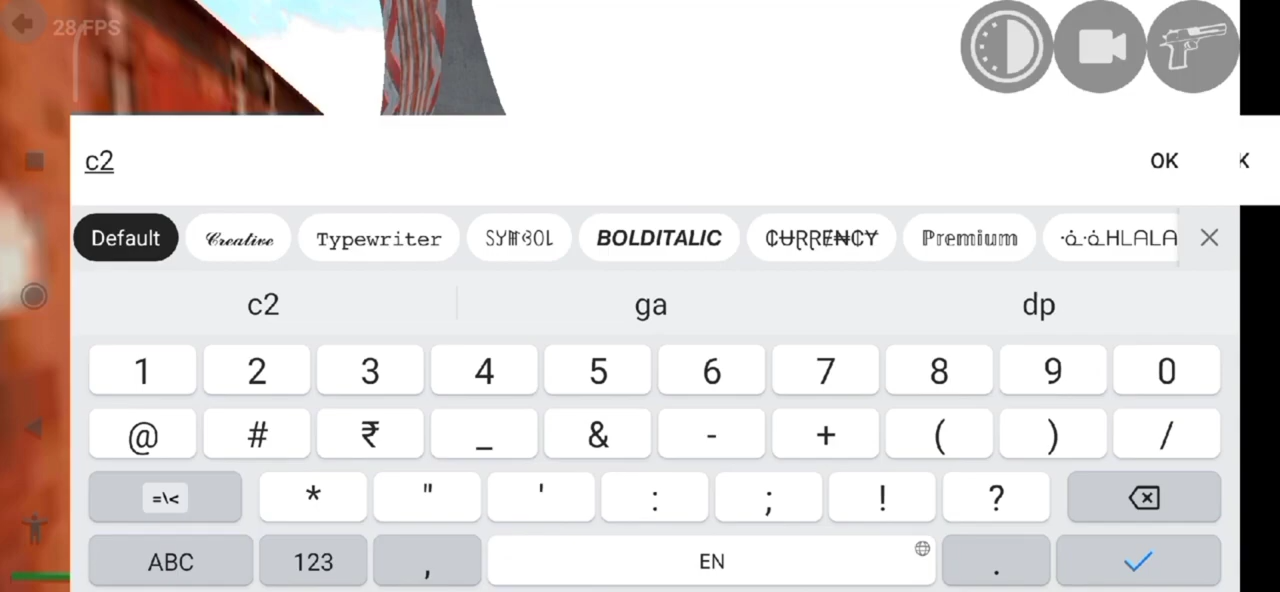 28 FPS
c2 OK K
Default 𝒞𝓇𝑒𝒶𝓉𝒾𝓋𝑒 Typewriter SYMBOL BOLDITALIC ₵ɄⱤⱤɆ₦₵Ɏ ℙ𝕣𝕖𝕞𝕚𝕦𝕞 HLALA
c2 ga dp
1 2 3 4 5 6 7 8 9 0
@ # ₹ _ & - + ( ) /
=\< * " ' : ; ! ?
ABC 123 , EN .